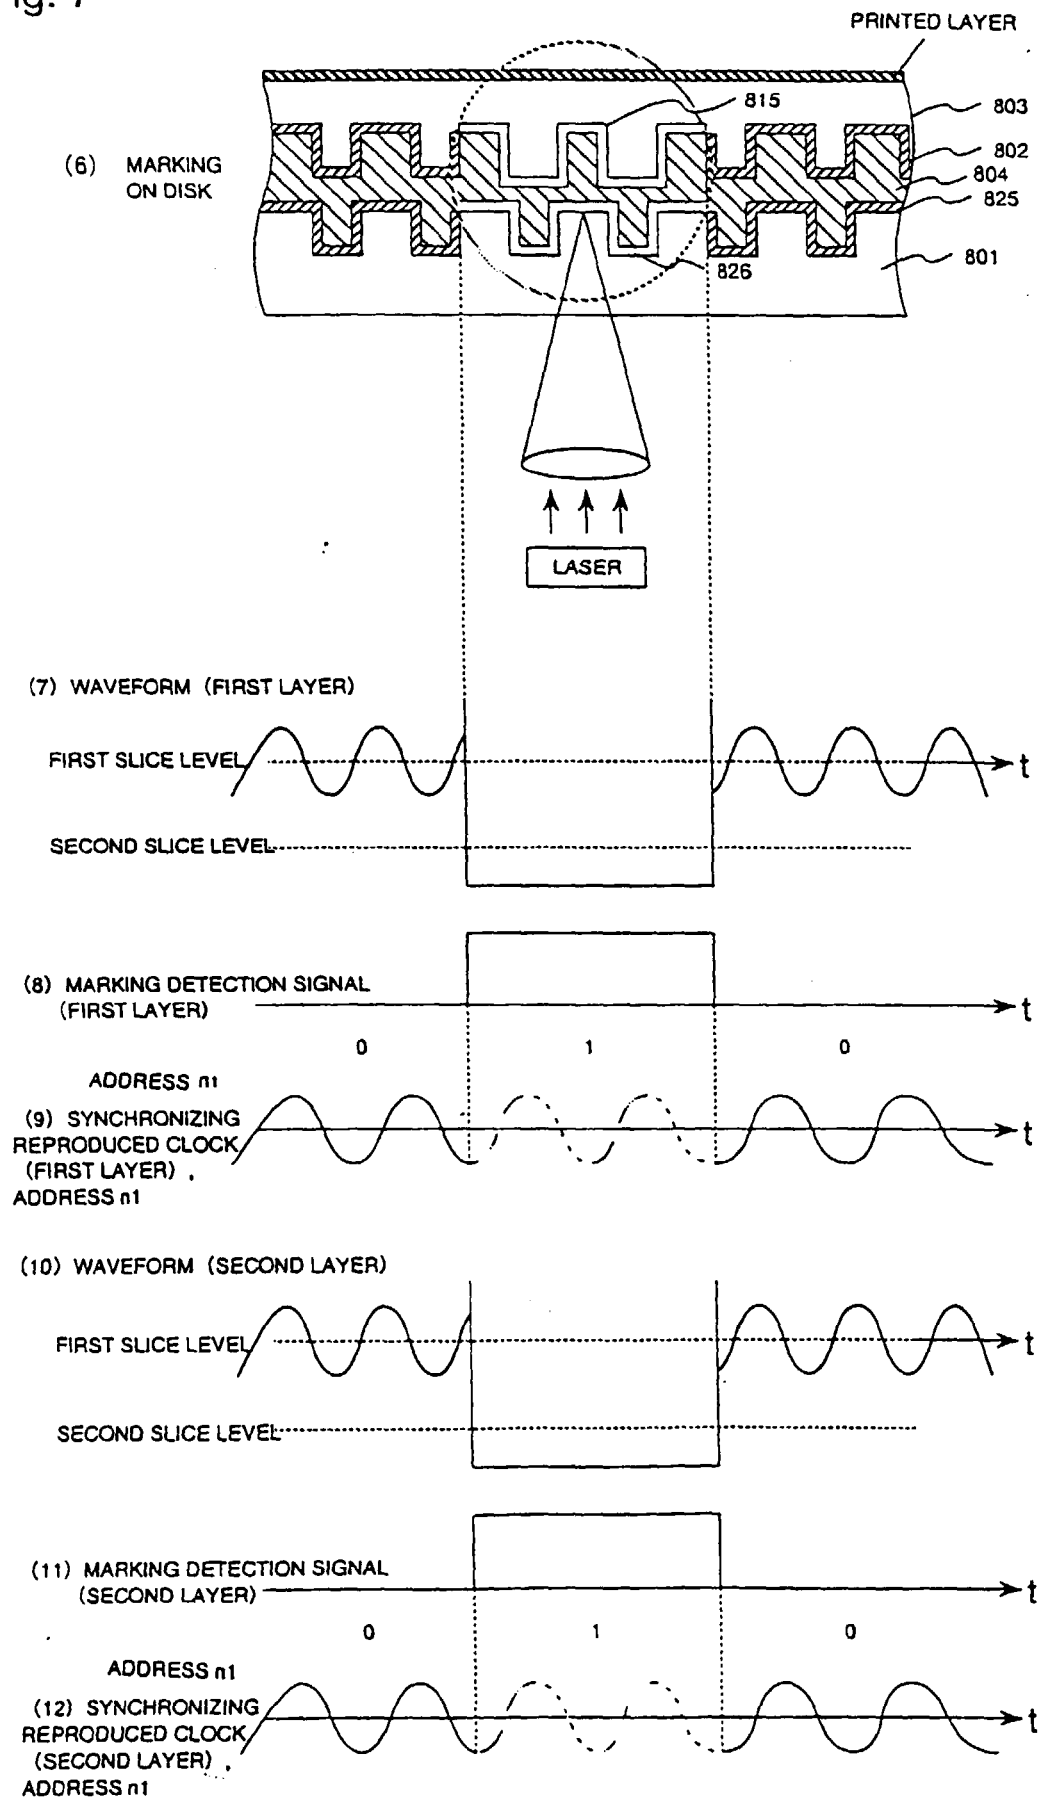 Fig. 7
PRINTED LAYER
815
803
802
(6) MARKING
ON DISK
804
825
801
826
LASER
(7) WAVEFORM (FIRST LAYER)
FIRST SLICE LEVEL
t
SECOND SLICE LEVEL
(8) MARKING DETECTION SIGNAL
(FIRST LAYER)
t
0 1 0
ADDRESS n1
(9) SYNCHRONIZING
REPRODUCED CLOCK
(FIRST LAYER) ,
ADDRESS n1
t
(10) WAVEFORM (SECOND LAYER)
FIRST SLICE LEVEL
t
SECOND SLICE LEVEL
(11) MARKING DETECTION SIGNAL
(SECOND LAYER)
t
0 1 0
ADDRESS n1
(12) SYNCHRONIZING
REPRODUCED CLOCK
(SECOND LAYER) ,
ADDRESS n1
t